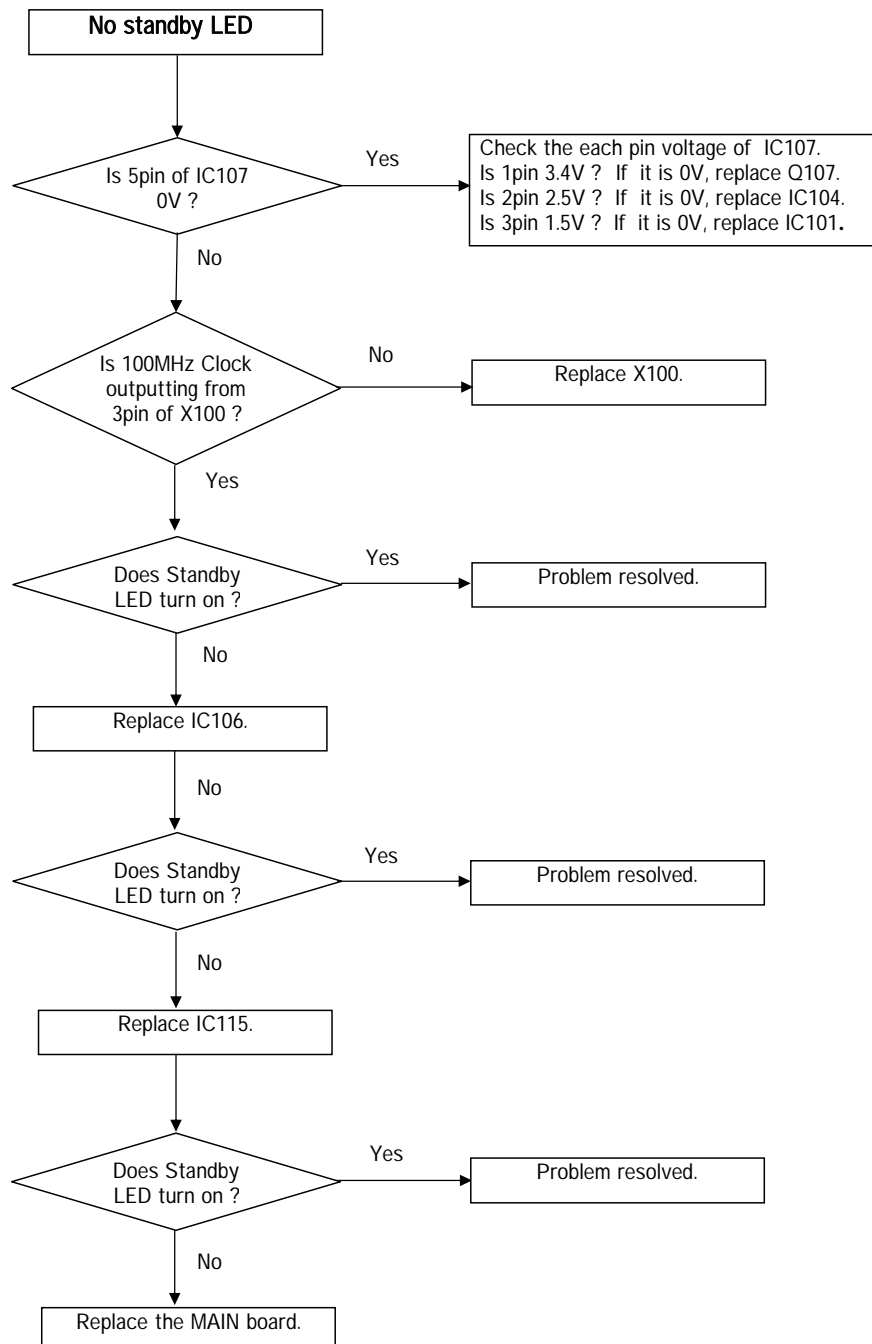 No standby LED
Is 5pin of IC107
0V ?
Yes
Check the each pin voltage of IC107.
Is 1pin 3.4V ? If it is 0V, replace Q107.
Is 2pin 2.5V ? If it is 0V, replace IC104.
Is 3pin 1.5V ? If it is 0V, replace IC101.
No
Is 100MHz Clock
outputting from
3pin of X100 ?
No
Replace X100.
Yes
Does Standby
LED turn on ?
Yes
Problem resolved.
No
Replace IC106.
No
Does Standby
LED turn on ?
Yes
Problem resolved.
No
Replace IC115.
Does Standby
LED turn on ?
Yes
Problem resolved.
No
Replace the MAIN board.